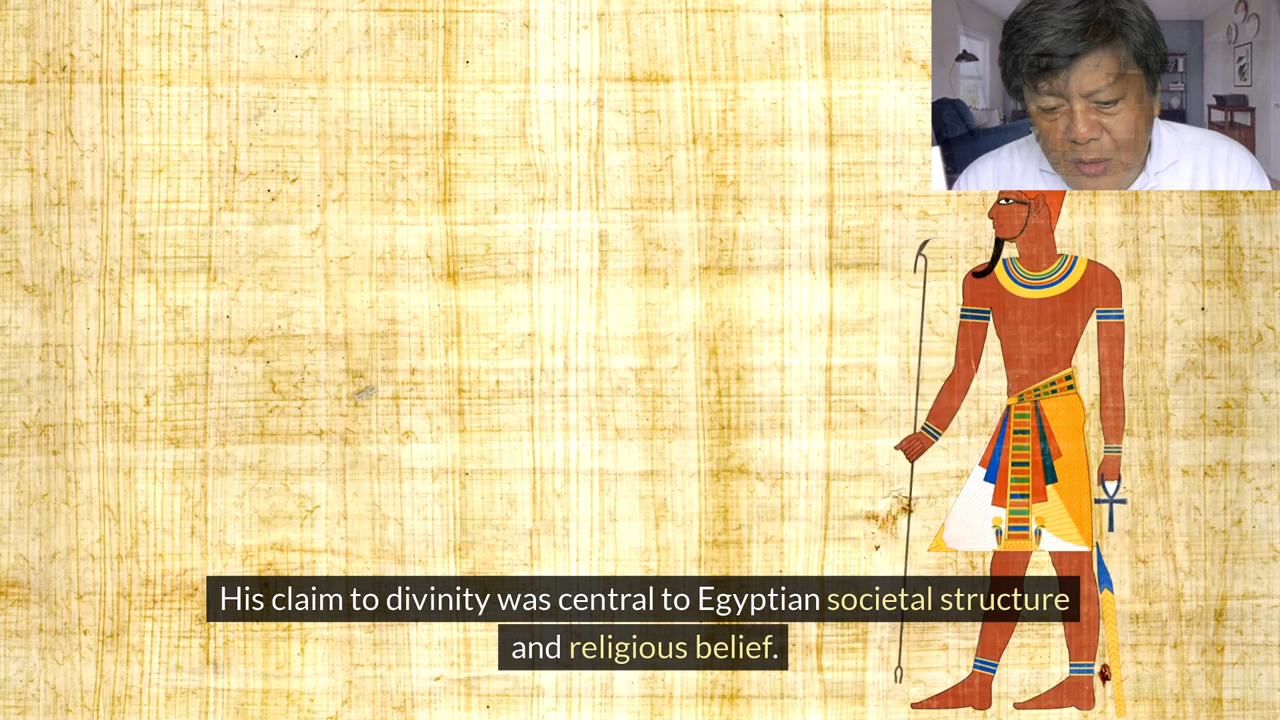 His claim to divinity was central to Egyptian societal structure
and religious belief.